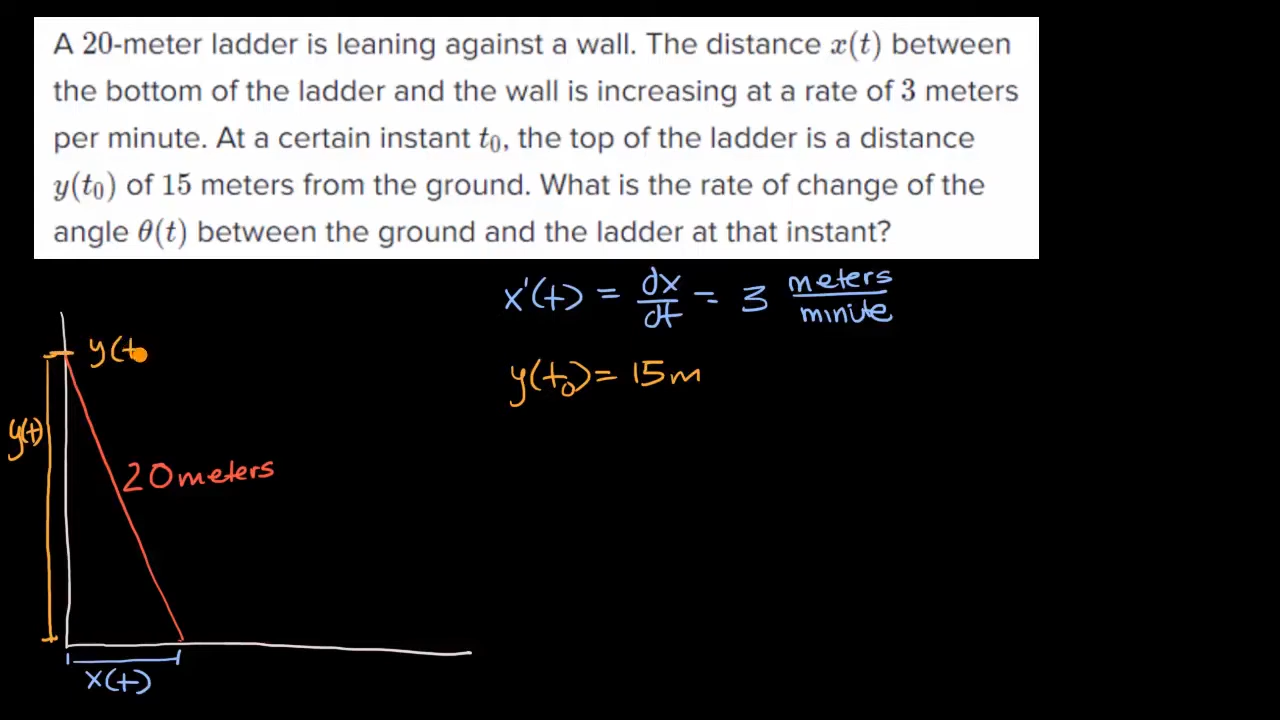 A 20-meter ladder is leaning against a wall. The distance x(t) between
the bottom of the ladder and the wall is increasing at a rate of 3 meters
per minute. At a certain instant t₀, the top of the ladder is a distance
y(t₀) of 15 meters from the ground. What is the rate of change of the
angle θ(t) between the ground and the ladder at that instant?
x'(t) = dx/dt = 3 meters/minute
y(t
y(t₀) = 15m
y(t)
20 meters
x(t)